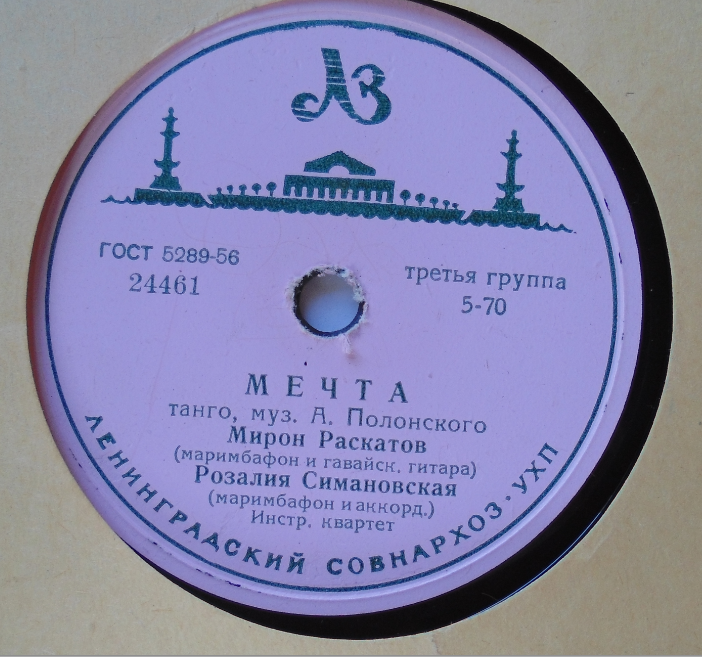 АЗ
ГОСТ 5289-56
24461
третья группа
5-70
МЕЧТА
танго, муз. А. Полонского
Мирон Раскатов
(маримбафон и гавайск. гитара)
Розалия Симановская
(маримбафон и аккорд.)
Инстр. квартет
ЛЕНИНГРАДСКИЙ СОВНАРХОЗ · УХП